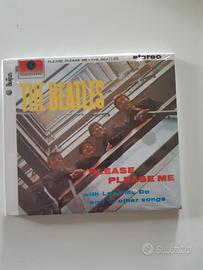 PLEASE PLEASE ME • THE BEATLES
stereo
THE BEATLES
PLEASE
PLEASE ME
with Love Me Do
and 12 other songs
Subito